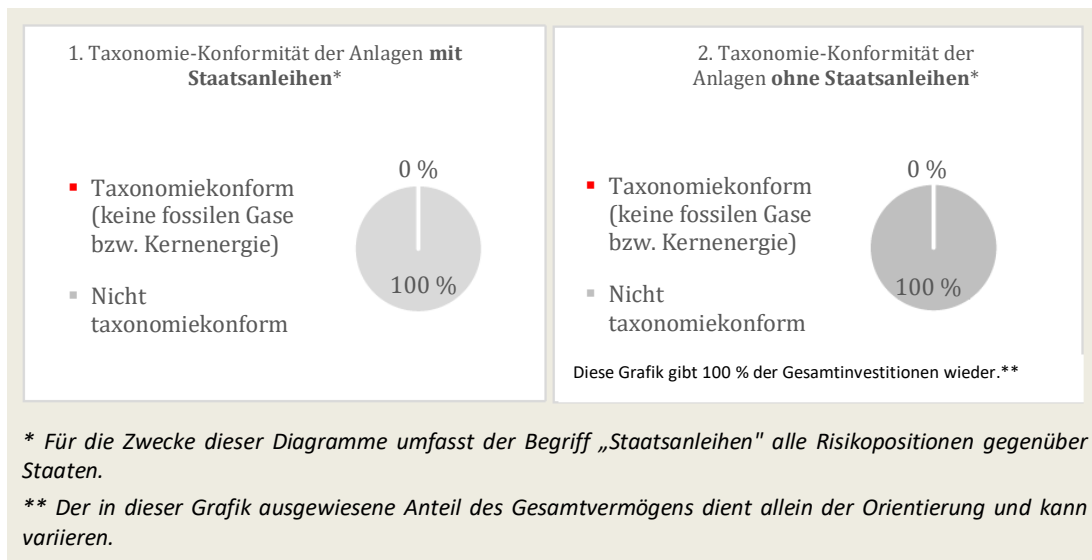 1. Taxonomie-Konformität der Anlagen mit
Staatsanleihen*
0 %
Taxonomiekonform
(keine fossilen Gase
bzw. Kernenergie)
100 %
Nicht
taxonomiekonform
2. Taxonomie-Konformität der
Anlagen ohne Staatsanleihen*
0 %
Taxonomiekonform
(keine fossilen Gase
bzw. Kernenergie)
100 %
Nicht
taxonomiekonform
Diese Grafik gibt 100 % der Gesamtinvestitionen wieder.**
* Für die Zwecke dieser Diagramme umfasst der Begriff „Staatsanleihen" alle Risikopositionen gegenüber
Staaten.
** Der in dieser Grafik ausgewiesene Anteil des Gesamtvermögens dient allein der Orientierung und kann
variieren.